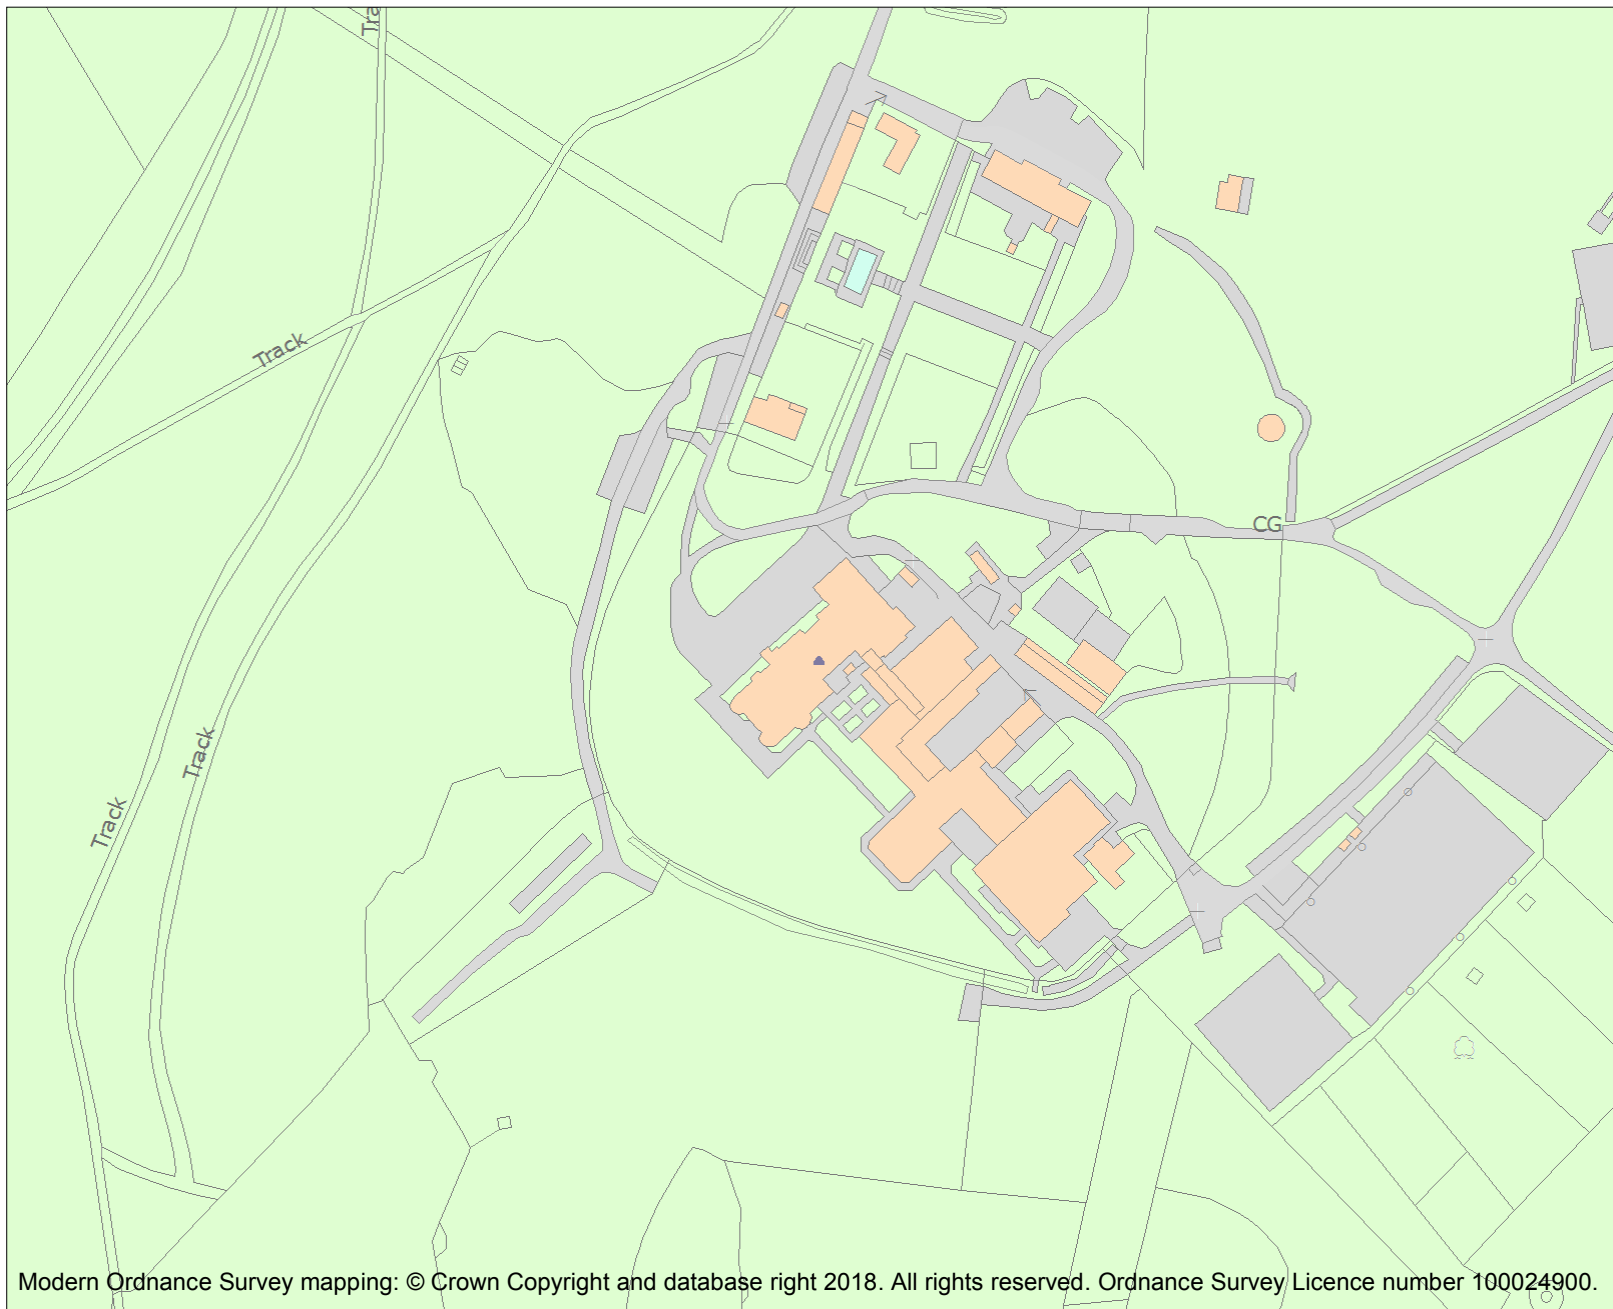 Tra
Track
CG
Track
Track
Modern Ordnance Survey mapping: © Crown Copyright and database right 2018. All rights reserved. Ordnance Survey Licence number 100024900.